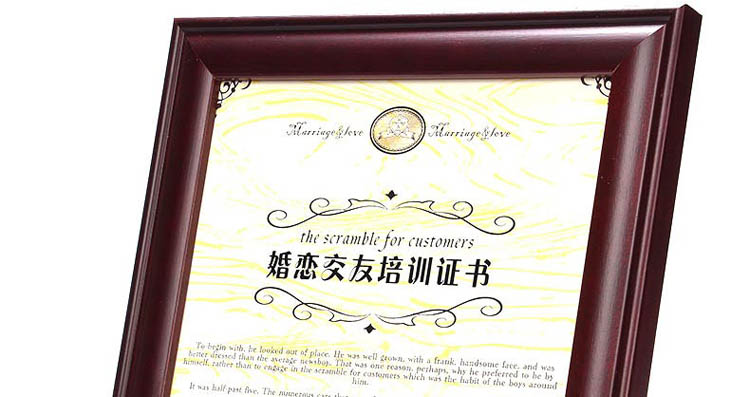 Marriage&love Marriage&love
the scramble for customers
婚恋交友培训证书
To begin with, he looked out of place. He was well grown, with a frank, handsome face, and was
better dressed than the average newsboy. That was one reason, perhaps, why he preferred to be by
himself, rather than to engage in the scramble for customers which was the habit of the boys around
him.
It was half-past five. The numerous cars that